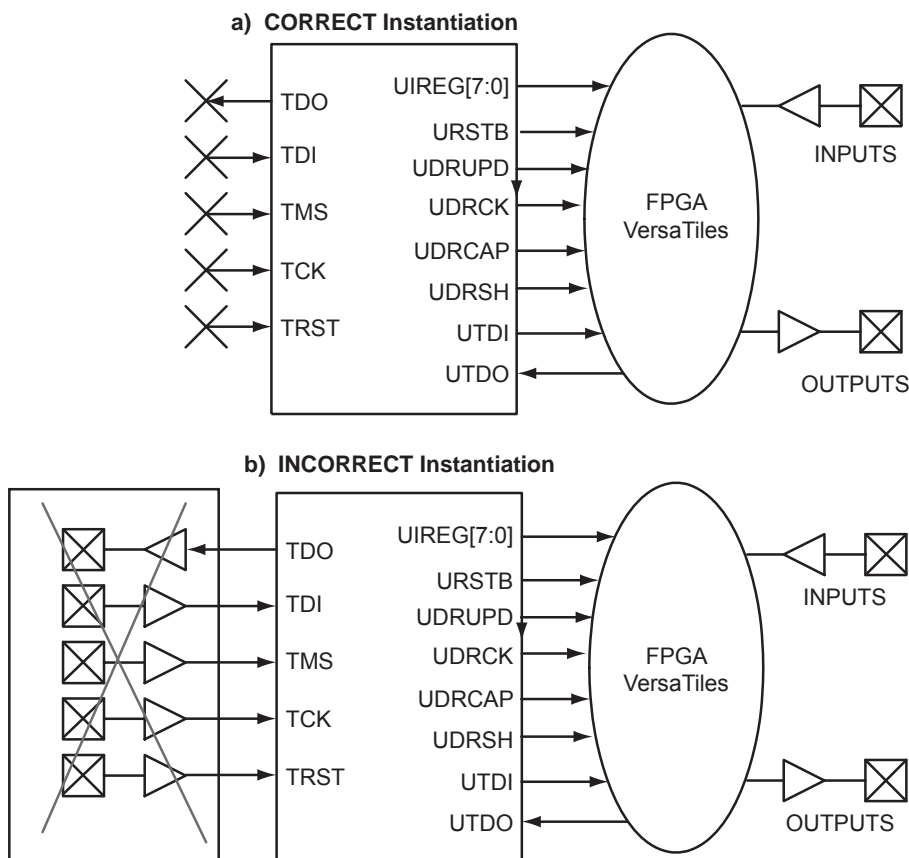 a) CORRECT Instantiation
TDO
TDI
TMS
TCK
TRST
UIREG[7:0]
URSTB
UDRUPD
UDRCK
UDRCAP
UDRSH
UTDI
UTDO
FPGA
VersaTiles
INPUTS
OUTPUTS
b) INCORRECT Instantiation
TDO
TDI
TMS
TCK
TRST
UIREG[7:0]
URSTB
UDRUPD
UDRCK
UDRCAP
UDRSH
UTDI
UTDO
FPGA
VersaTiles
INPUTS
OUTPUTS